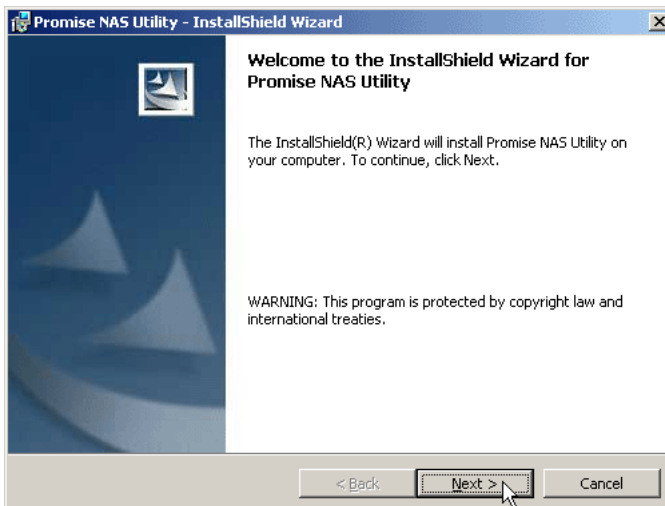 Promise NAS Utility - InstallShield Wizard
Welcome to the InstallShield Wizard for
Promise NAS Utility
The InstallShield(R) Wizard will install Promise NAS Utility on
your computer. To continue, click Next.
WARNING: This program is protected by copyright law and
international treaties.
< Back
Next >
Cancel